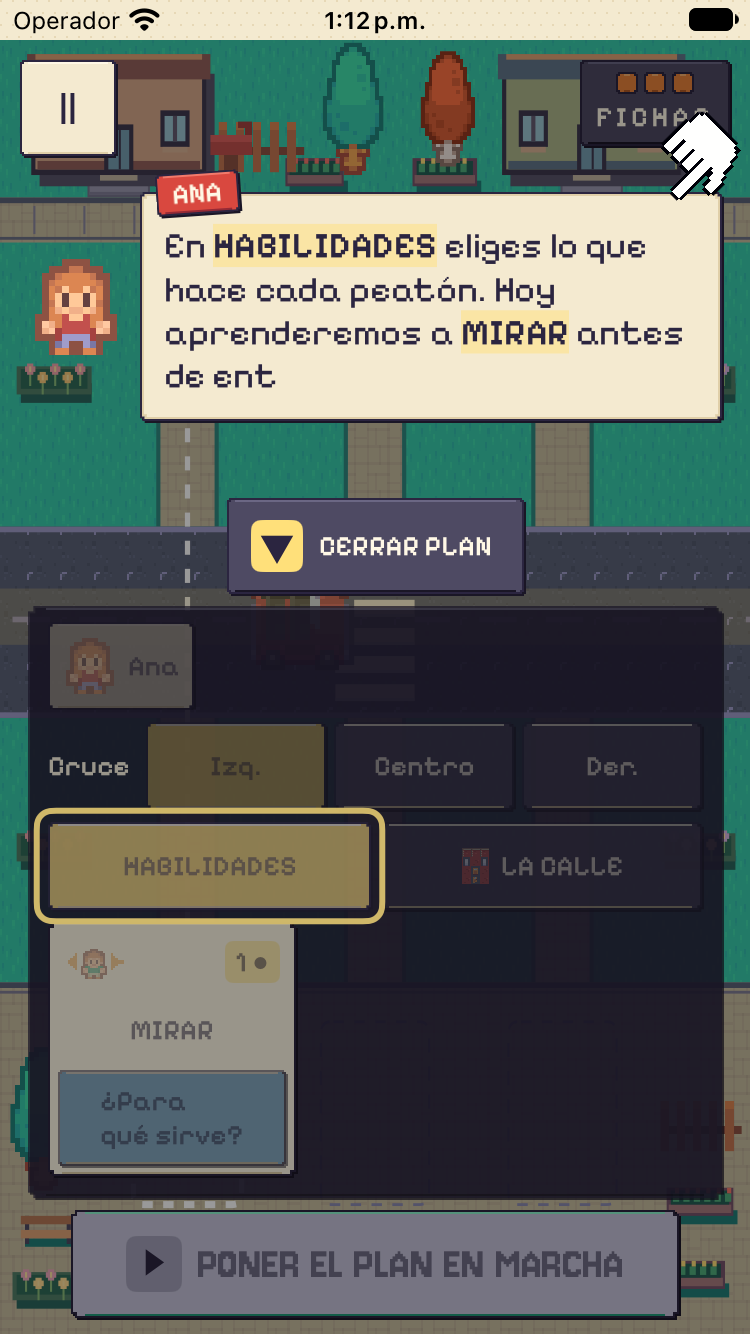 Operador
1:12 p.m.
FICHAS
ANA
En HABILIDADES eliges lo que
hace cada peatón. Hoy
aprenderemos a MIRAR antes
de ent
CERRAR PLAN
Ana
Cruce
Izq.
Centro
Der.
HABILIDADES
LA CALLE
1
MIRAR
¿Para
qué sirve?
PONER EL PLAN EN MARCHA